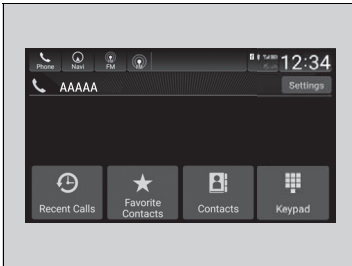 Phone Navi FM
12:34
AAAAA
Settings
Recent Calls
Favorite
Contacts
Contacts
Keypad